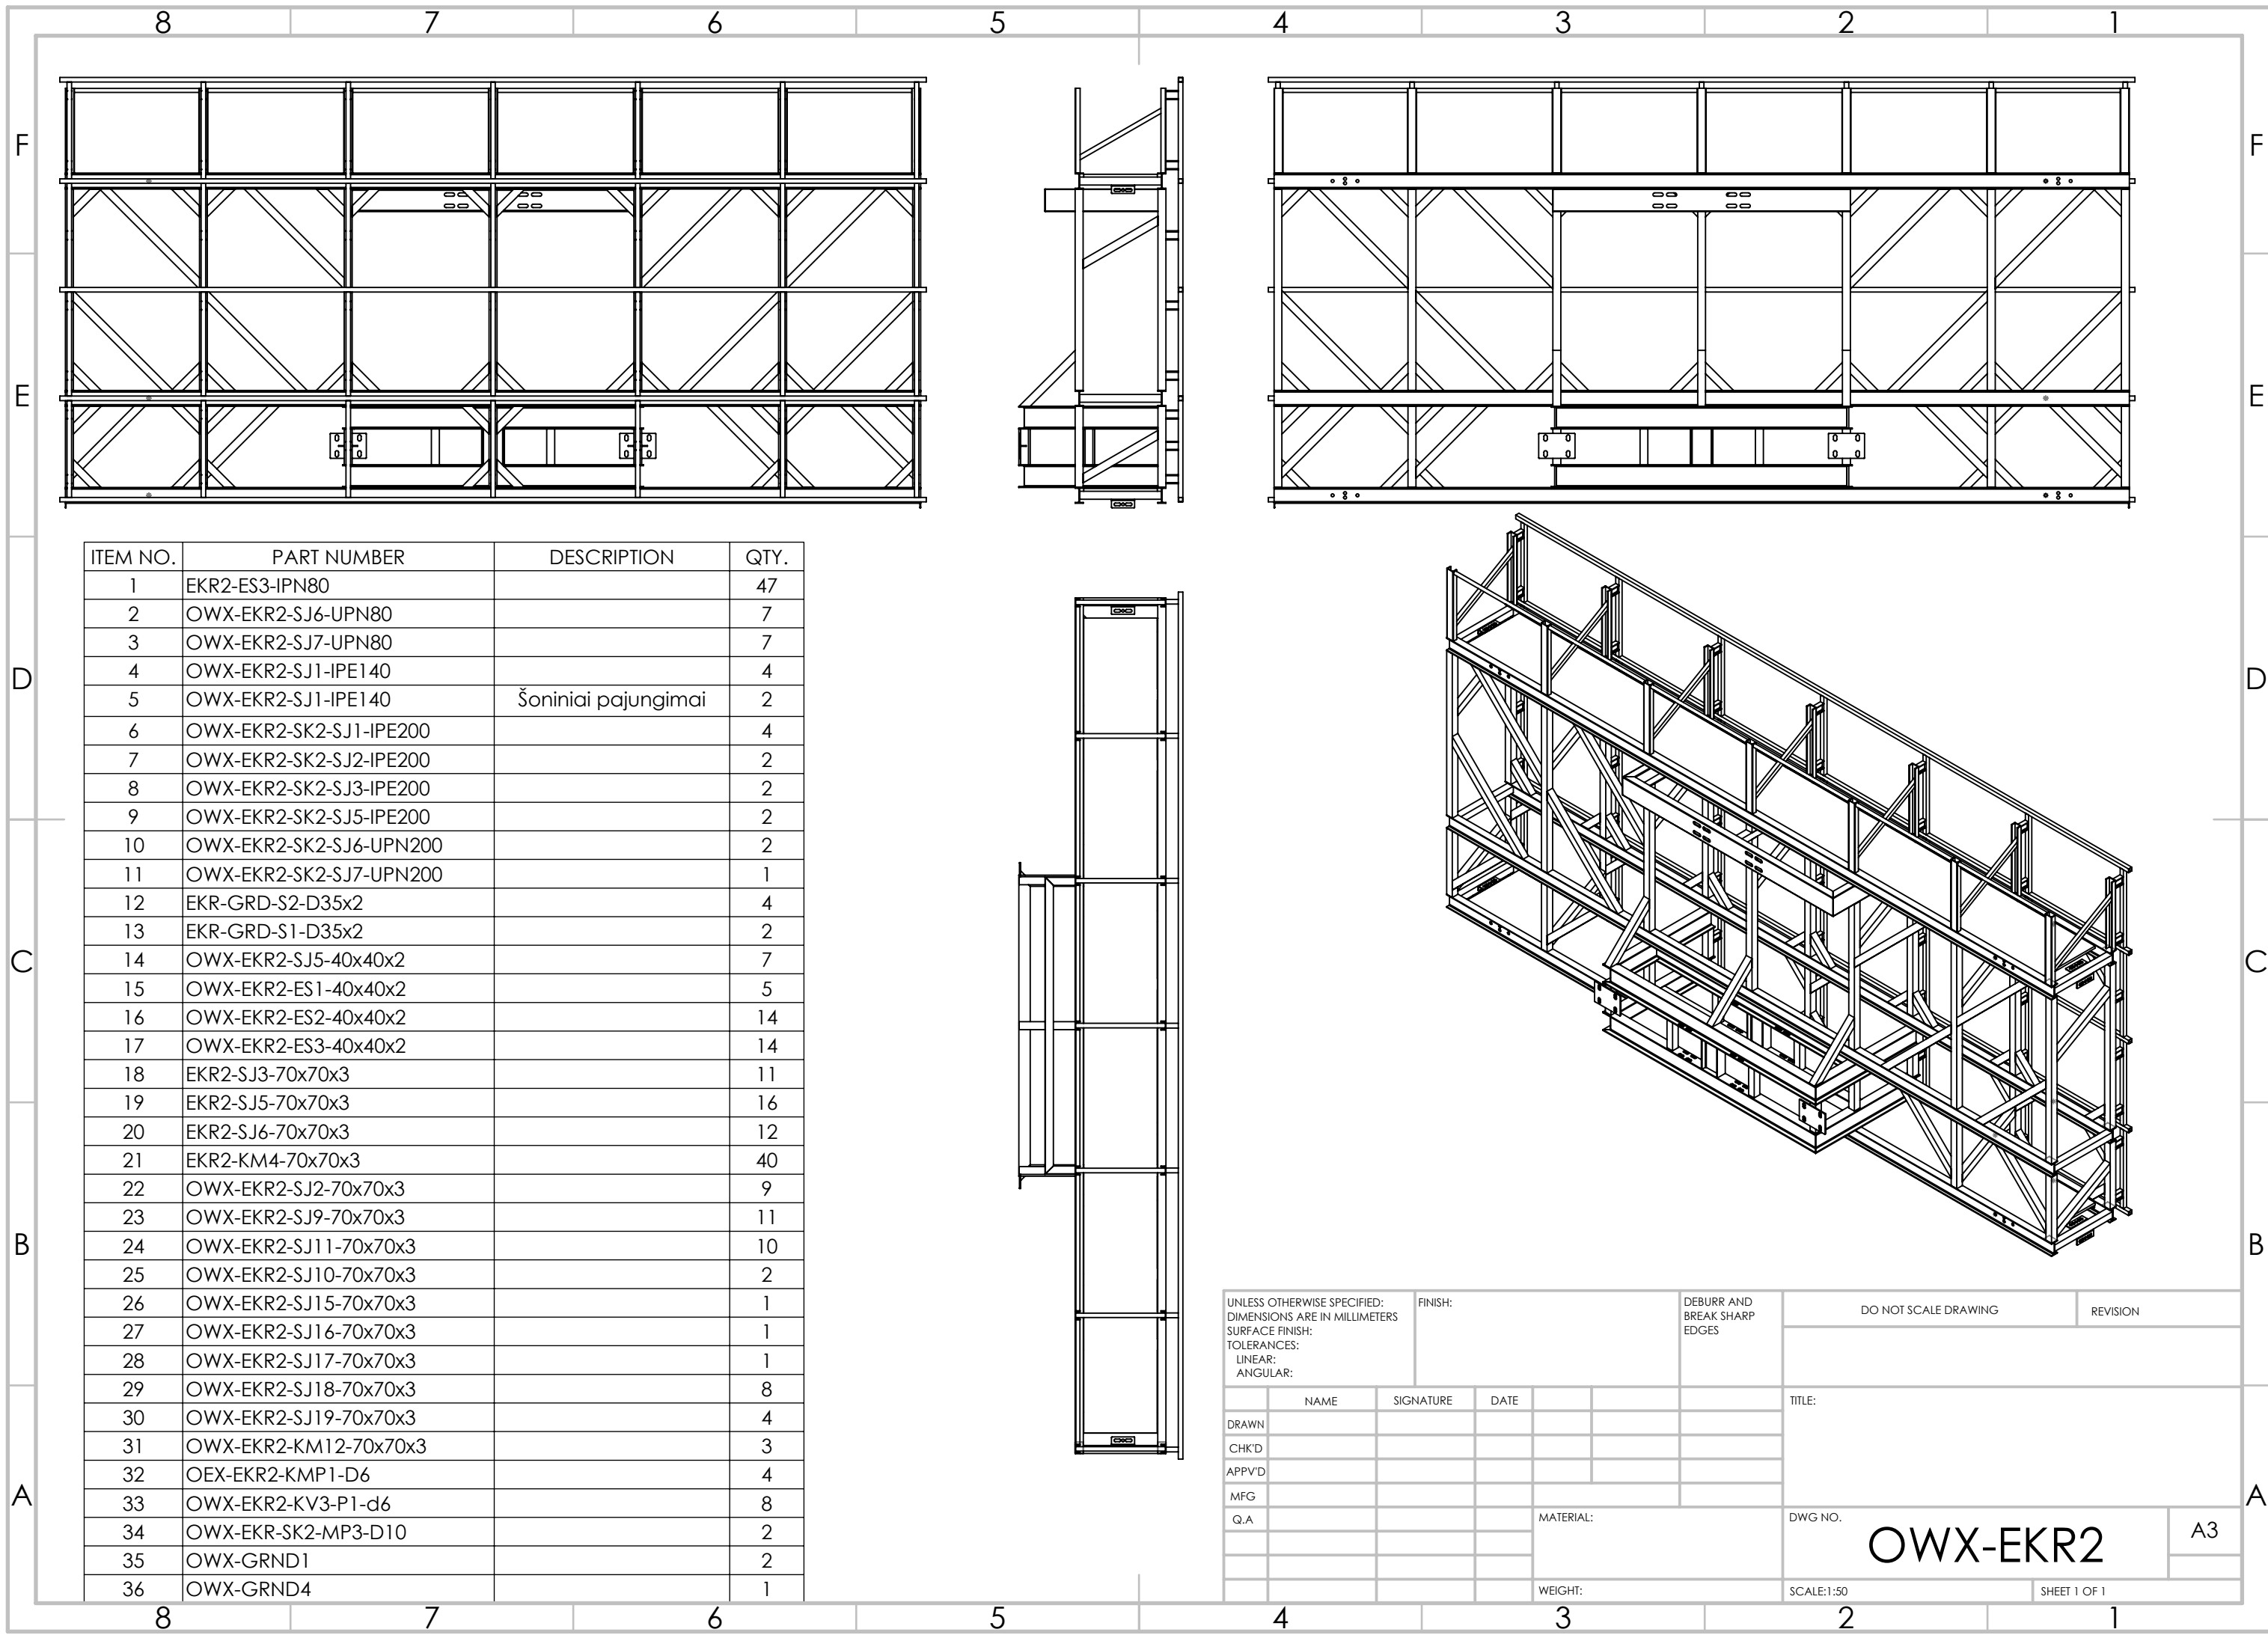 8 7 6 5 4 3 2 1
F F
E E
D D
C C
B B
A A
ITEM NO. PART NUMBER DESCRIPTION QTY.
1 EKR2-ES3-IPN80 47
2 OWX-EKR2-SJ6-UPN80 7
3 OWX-EKR2-SJ7-UPN80 7
4 OWX-EKR2-SJ1-IPE140 4
5 OWX-EKR2-SJ1-IPE140 Šoniniai pajungimai 2
6 OWX-EKR2-SK2-SJ1-IPE200 4
7 OWX-EKR2-SK2-SJ2-IPE200 2
8 OWX-EKR2-SK2-SJ3-IPE200 2
9 OWX-EKR2-SK2-SJ5-IPE200 2
10 OWX-EKR2-SK2-SJ6-UPN200 2
11 OWX-EKR2-SK2-SJ7-UPN200 1
12 EKR-GRD-S2-D35x2 4
13 EKR-GRD-S1-D35x2 2
14 OWX-EKR2-SJ5-40x40x2 7
15 OWX-EKR2-ES1-40x40x2 5
16 OWX-EKR2-ES2-40x40x2 14
17 OWX-EKR2-ES3-40x40x2 14
18 EKR2-SJ3-70x70x3 11
19 EKR2-SJ5-70x70x3 16
20 EKR2-SJ6-70x70x3 12
21 EKR2-KM4-70x70x3 40
22 OWX-EKR2-SJ2-70x70x3 9
23 OWX-EKR2-SJ9-70x70x3 11
24 OWX-EKR2-SJ11-70x70x3 10
25 OWX-EKR2-SJ10-70x70x3 2
26 OWX-EKR2-SJ15-70x70x3 1
27 OWX-EKR2-SJ16-70x70x3 1
28 OWX-EKR2-SJ17-70x70x3 1
29 OWX-EKR2-SJ18-70x70x3 8
30 OWX-EKR2-SJ19-70x70x3 4
31 OWX-EKR2-KM12-70x70x3 3
32 OEX-EKR2-KMP1-D6 4
33 OWX-EKR2-KV3-P1-d6 8
34 OWX-EKR-SK2-MP3-D10 2
35 OWX-GRND1 2
36 OWX-GRND4 1
UNLESS OTHERWISE SPECIFIED:
DIMENSIONS ARE IN MILLIMETERS
SURFACE FINISH:
TOLERANCES:
LINEAR:
ANGULAR:
FINISH:
DEBURR AND
BREAK SHARP
EDGES
DO NOT SCALE DRAWING
REVISION
NAME SIGNATURE DATE
DRAWN
CHK'D
APPV'D
MFG
Q.A
TITLE:
MATERIAL:
DWG NO.
OWX-EKR2
A3
WEIGHT:
SCALE:1:50
SHEET 1 OF 1
8 7 6 5 4 3 2 1